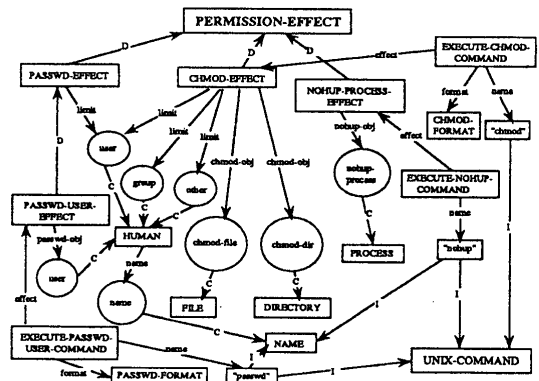 PERMISSION-EFFECT
D
D
D
effect
EXECUTE-CHMOD-
COMMAND
PASSWD-EFFECT
CHMOD-EFFECT
NOHUP-PROCESS-
EFFECT
format
name
limit
limit
limit
limit
nohup-obj
CHMOD-
FORMAT
"chmod"
D
user
chmod-obj
chmod-obj
effect
group
other
nohup-
process
EXECUTE-NOHUP-
COMMAND
C
C
C
PASSWD-USER-
EFFECT
passwd-obj
HUMAN
chmod-file
chmod-dir
C
name
I
user
C
name
PROCESS
"nohup"
effect
name
C
C
I
I
FILE
DIRECTORY
EXECUTE-PASSWD-
USER-COMMAND
C
NAME
name
I
UNIX-COMMAND
format
PASSWD-FORMAT
"passwd"
I